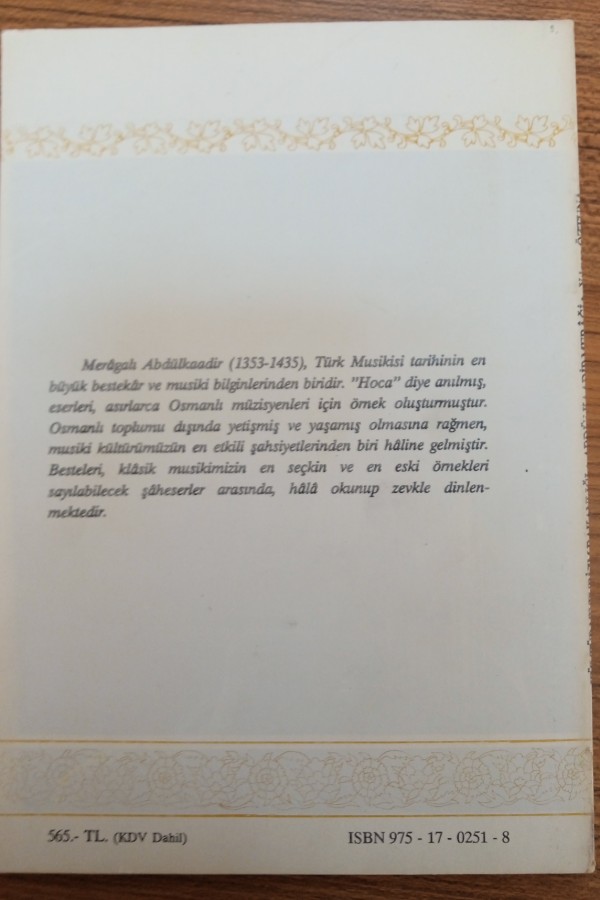 Merâgalı Abdülkaadir (1353-1435), Türk Musikisi tarihinin en
büyük bestekâr ve musiki bilginlerinden biridir. "Hoca" diye anılmış,
eserleri, asırlarca Osmanlı müzisyenleri için örnek oluşturmuştur.
Osmanlı toplumu dışında yetişmiş ve yaşamış olmasına rağmen,
musiki kültürümüzün en etkili şahsiyetlerinden biri hâline gelmiştir.
Besteleri, klâsik musikimizin en seçkin ve en eski örnekleri
sayılabilecek şâheserler arasında, hâlâ okunup zevkle dinlen-
mektedir.
565.- TL. (KDV Dahil)
ISBN 975 - 17 - 0251 - 8